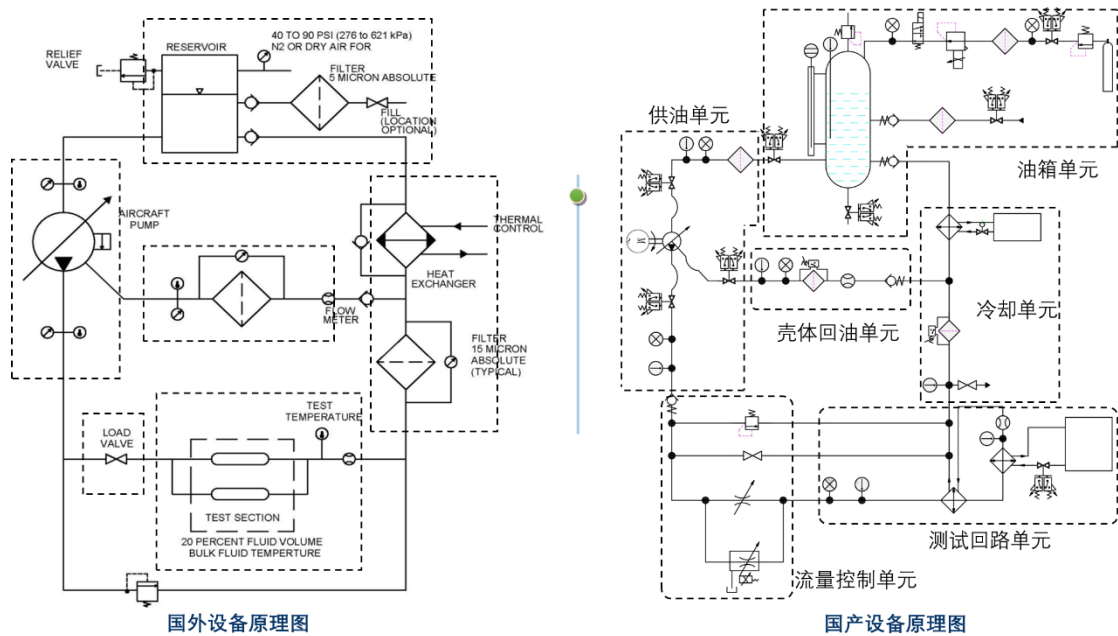 RELIEF
VALVE
RESERVOIR
40 TO 90 PSI (276 to 621 kPa)
N2 OR DRY AIR FOR
FILTER
5 MICRON ABSOLUTE
FILL
(LOCATION
OPTIONAL)
AIRCRAFT
PUMP
THERMAL
CONTROL
HEAT
EXCHANGER
FLOW
METER
FILTER
15 MICRON
ABSOLUTE
(TYPICAL)
TEST
TEMPERATURE
LOAD
VALVE
TEST SECTION
20 PERCENT FLUID VOLUME
BULK FLUID TEMPERTURE
国外设备原理图
供油单元
油箱单元
M
壳体回油单元
冷却单元
测试回路单元
流量控制单元
国产设备原理图